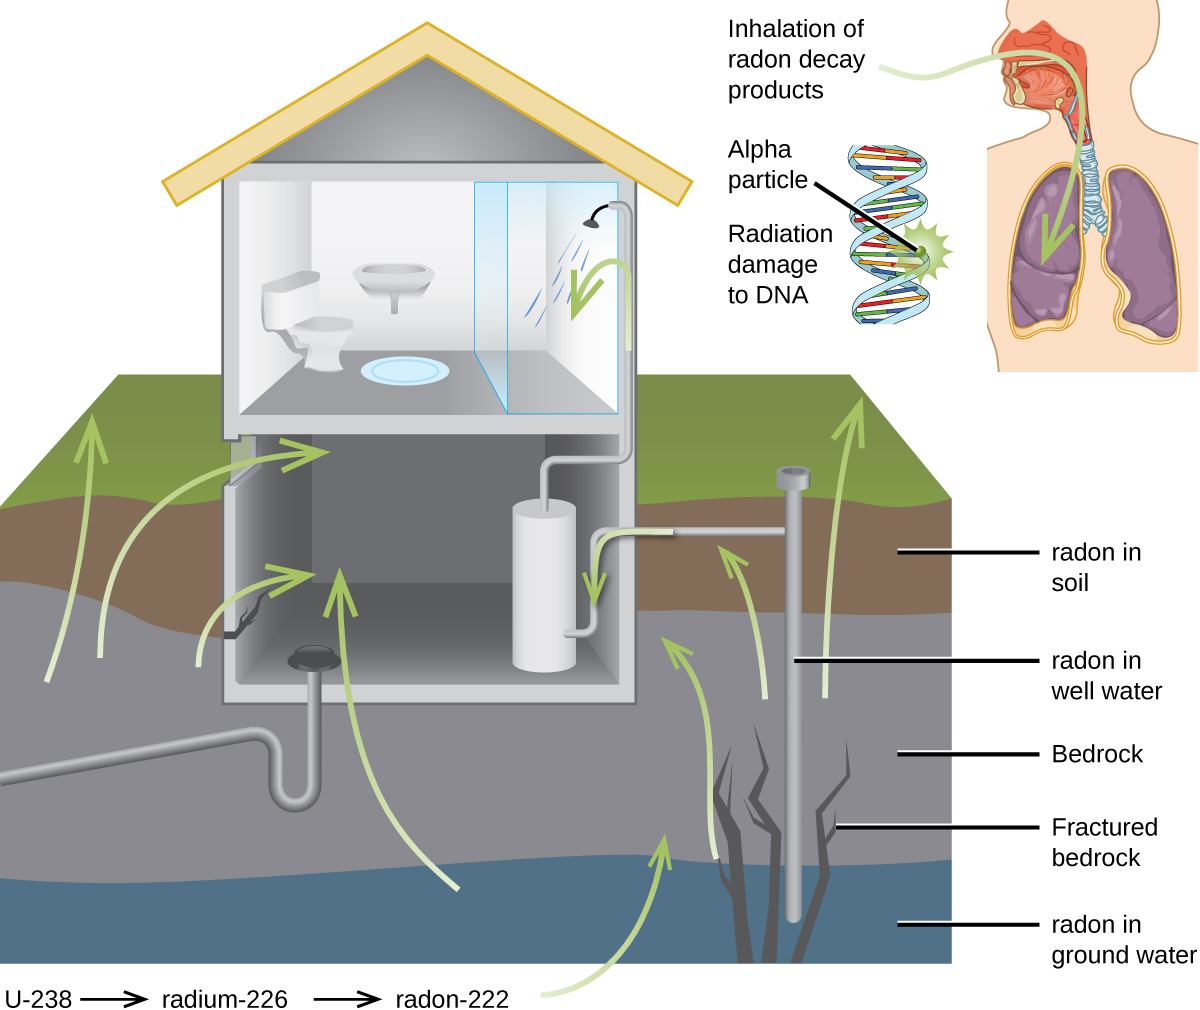 Inhalation of
radon decay
products
Alpha
particle
Radiation
damage
to DNA
radon in
soil
radon in
well water
Bedrock
Fractured
bedrock
radon in
ground water
U-238 radium-226 radon-222